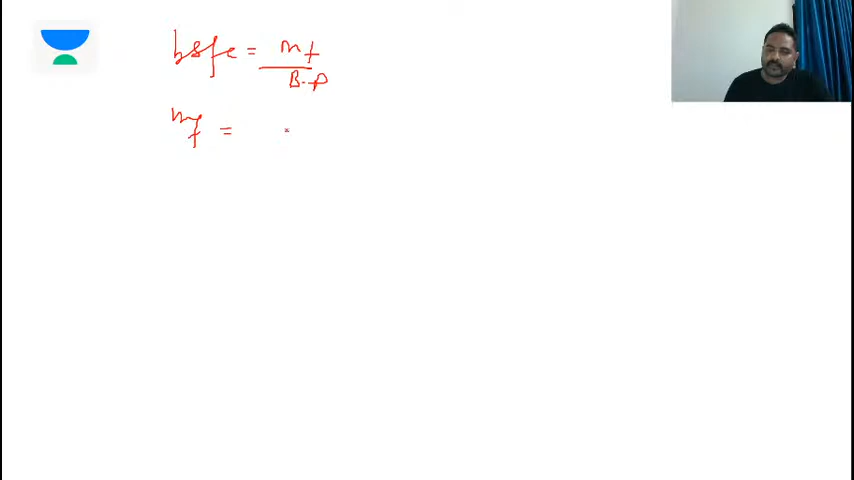 bsfc = mf
B.P
mf =